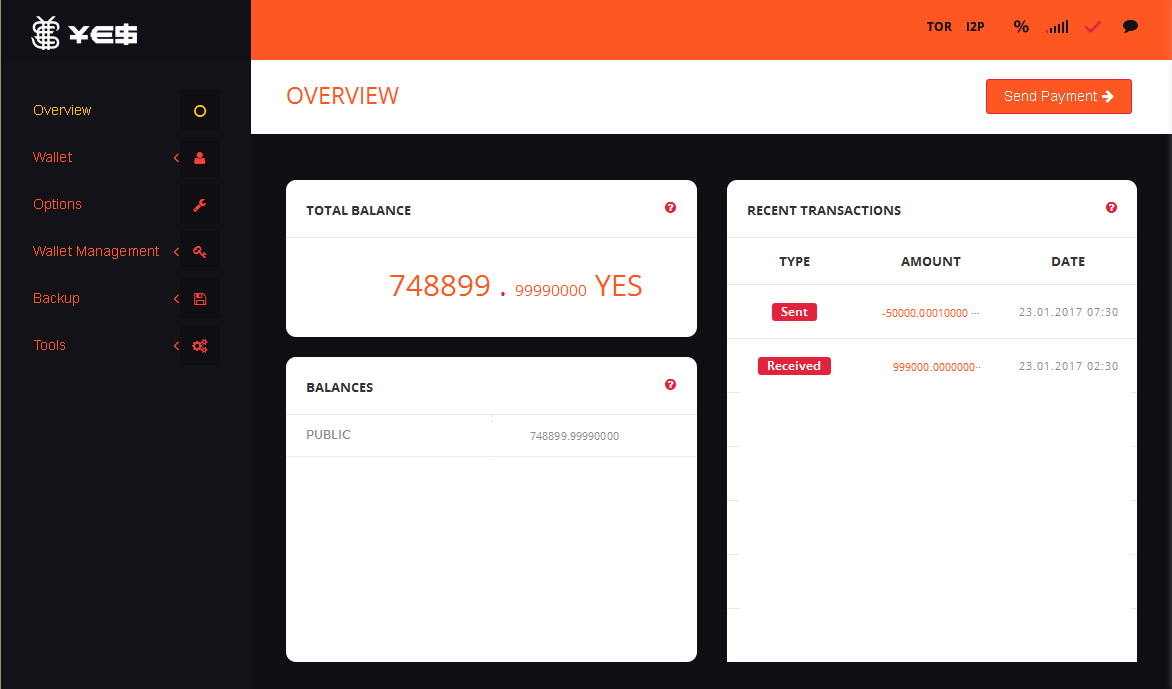 ¥€$
TOR I2P %
OVERVIEW
Send Payment
Overview
Wallet
Options
Wallet Management
Backup
Tools
TOTAL BALANCE
748899 . 99990000 YES
BALANCES
PUBLIC 748899.99990000
RECENT TRANSACTIONS
TYPE AMOUNT DATE
Sent -50000.00010000 ... 23.01.2017 07:30
Received 999000.0000000.. 23.01.2017 02:30